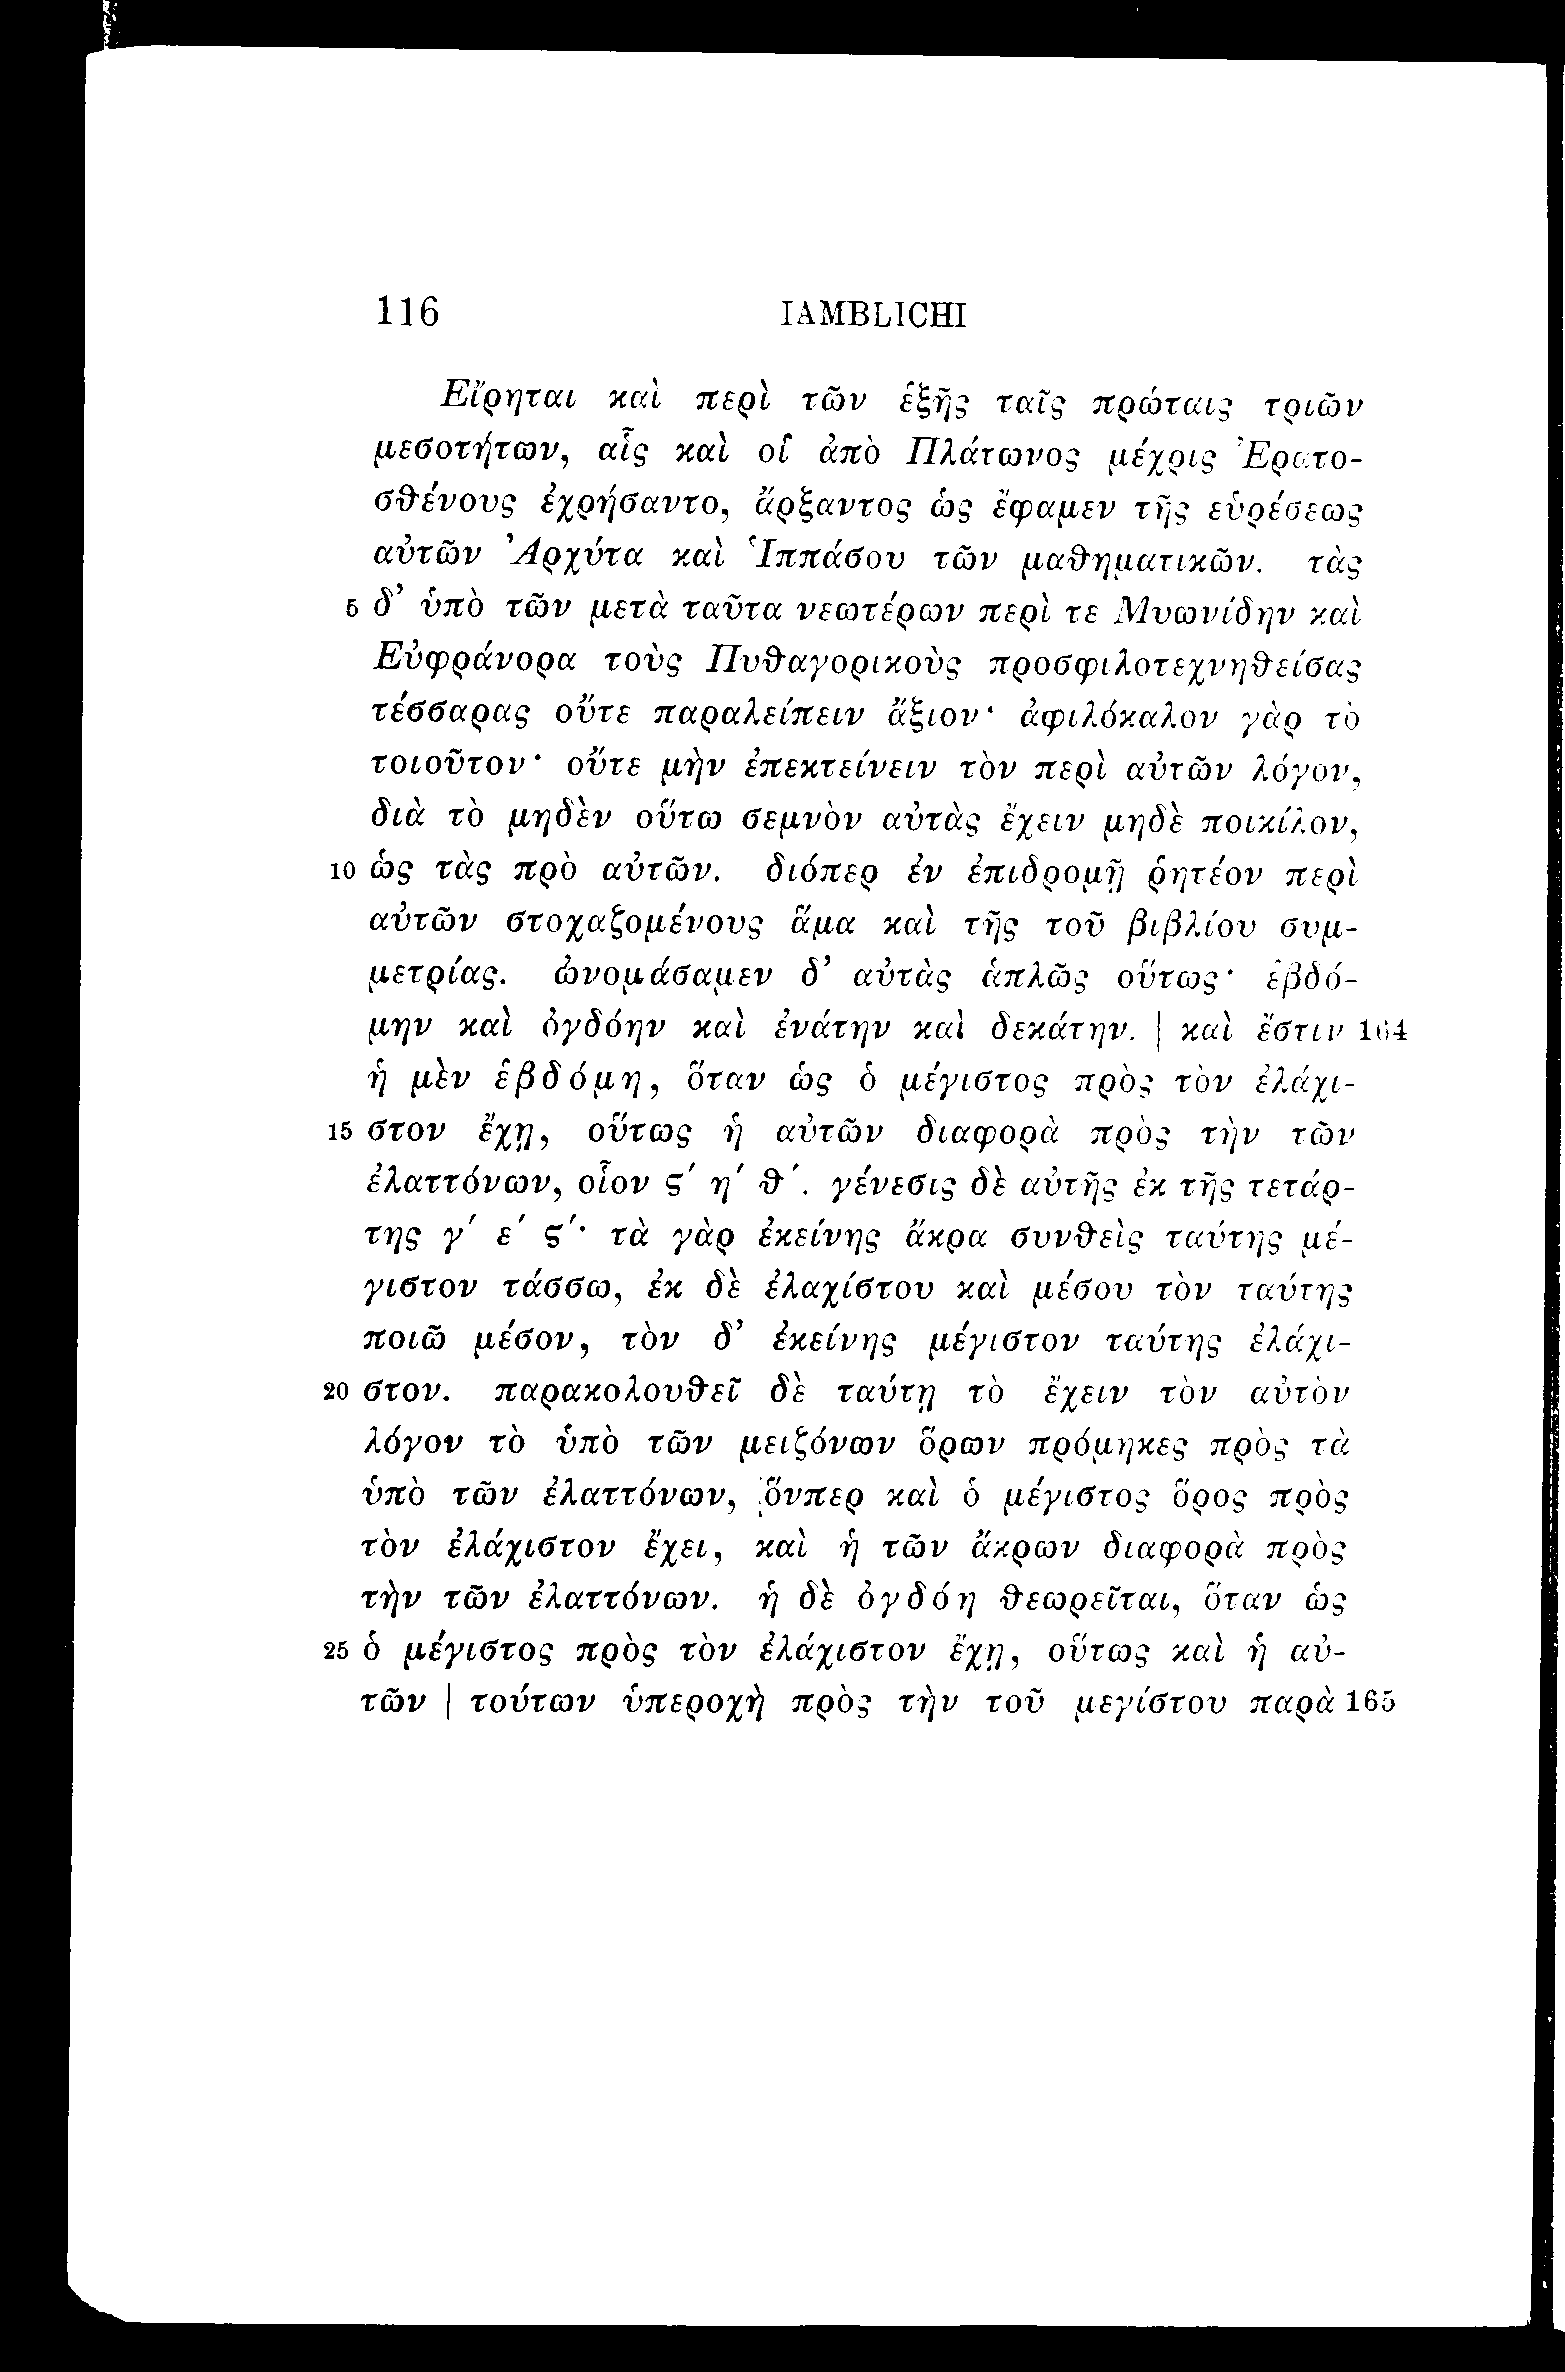 116 IAMBLICHI
Εἴρηται καὶ περὶ τῶν ἑξῆς ταῖς πρώταις τριῶν
μεσοτήτων, αἷς καὶ οἱ ἀπὸ Πλάτωνος μέχρις Ἐρατο-
σθένους ἐχρήσαντο, ἄρξαντος ὡς ἔφαμεν τῆς εὑρέσεως
αὐτῶν Ἀρχύτα καὶ Ἱππάσου τῶν μαθηματικῶν. τὰς
5 δ’ ὑπὸ τῶν μετὰ ταῦτα νεωτέρων περὶ τε Μυωνίδην καὶ
Εὐφράνορα τοὺς Πυθαγορικοὺς προσφιλοτεχνηθείσας
τέσσαρας οὔτε παραλείπειν ἄξιον· ἀφιλόκαλον γὰρ τὸ
τοιοῦτον· οὔτε μὴν ἐπεκτείνειν τὸν περὶ αὐτῶν λόγον,
διὰ τὸ μηδὲν οὕτω σεμνὸν αὐτὰς ἔχειν μηδὲ ποικίλον,
10 ὡς τὰς πρὸ αὐτῶν. διόπερ ἐν ἐπιδρομῇ ῥητέον περὶ
αὐτῶν στοχαζομένους ἅμα καὶ τῆς τοῦ βιβλίου συμ-
μετρίας. ὠνομάσαμεν δ’ αὐτὰς ἁπλῶς οὕτως· ἑβδό-
μην καὶ ὀγδόην καὶ ἐνάτην καὶ δεκάτην. | καὶ ἔστιν 164
ἡ μὲν ἑβδόμη, ὅταν ὡς ὁ μέγιστος πρὸς τὸν ἐλάχι-
15 στον ἔχῃ, οὕτως ἡ αὐτῶν διαφορὰ πρὸς τὴν τῶν
ἐλαττόνων, οἷον ϛ′ η′ θ′. γένεσις δὲ αὐτῆς ἐκ τῆς τετάρ-
της γ′ ε′ ϛ′· τὰ γὰρ ἐκείνης ἄκρα συνθεὶς ταύτης μέ-
γιστον τάσσω, ἐκ δὲ ἐλαχίστου καὶ μέσου τὸν ταύτης
ποιῶ μέσον, τὸν δ’ ἐκείνης μέγιστον ταύτης ἐλάχι-
20 στον. παρακολουθεῖ δὲ ταύτῃ τὸ ἔχειν τὸν αὐτὸν
λόγον τὸ ὑπὸ τῶν μειζόνων ὅρων πρόμηκες πρὸς τὰ
ὑπὸ τῶν ἐλαττόνων, ὅνπερ καὶ ὁ μέγιστος ὅρος πρὸς
τὸν ἐλάχιστον ἔχει, καὶ ἡ τῶν ἄκρων διαφορὰ πρὸς
τὴν τῶν ἐλαττόνων. ἡ δὲ ὀγδόη θεωρεῖται, ὅταν ὡς
25 ὁ μέγιστος πρὸς τὸν ἐλάχιστον ἔχῃ, οὕτως καὶ ἡ αὐ-
τῶν | τούτων ὑπεροχὴ πρὸς τὴν τοῦ μεγίστου παρὰ 165